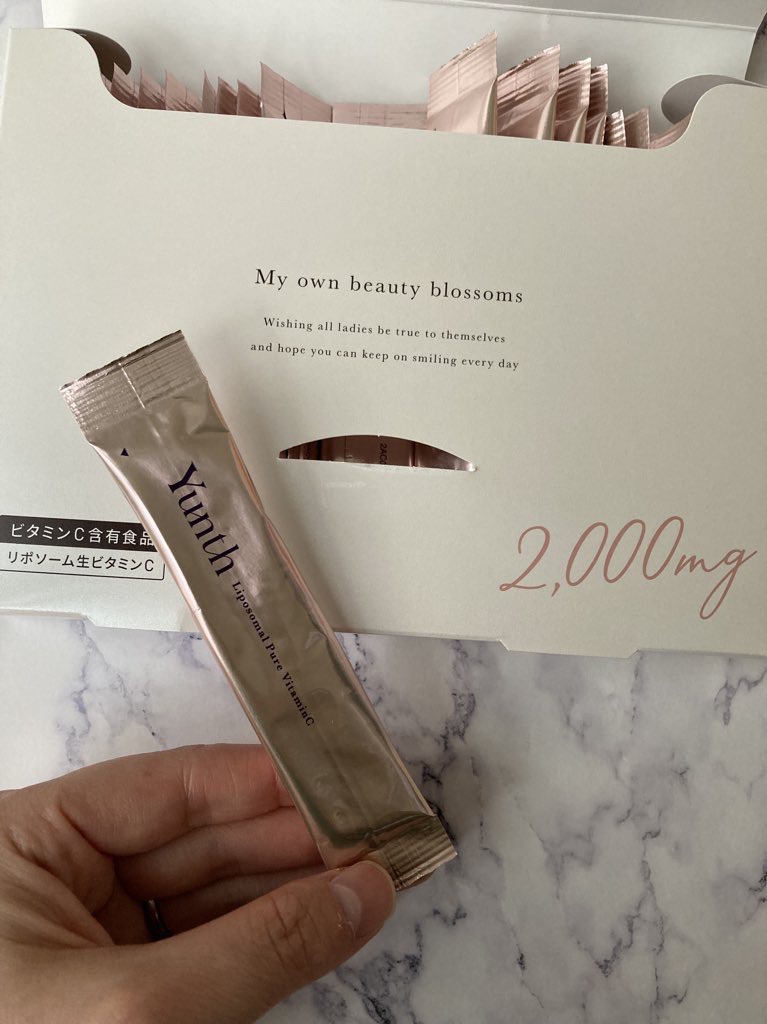 My own beauty blossoms
Wishing all ladies be true to themselves
and hope you can keep on smiling every day
ビタミンC含有食品
リポソーム生ビタミンC
2,000mg
Yunth
Liposomal Pure VitaminC